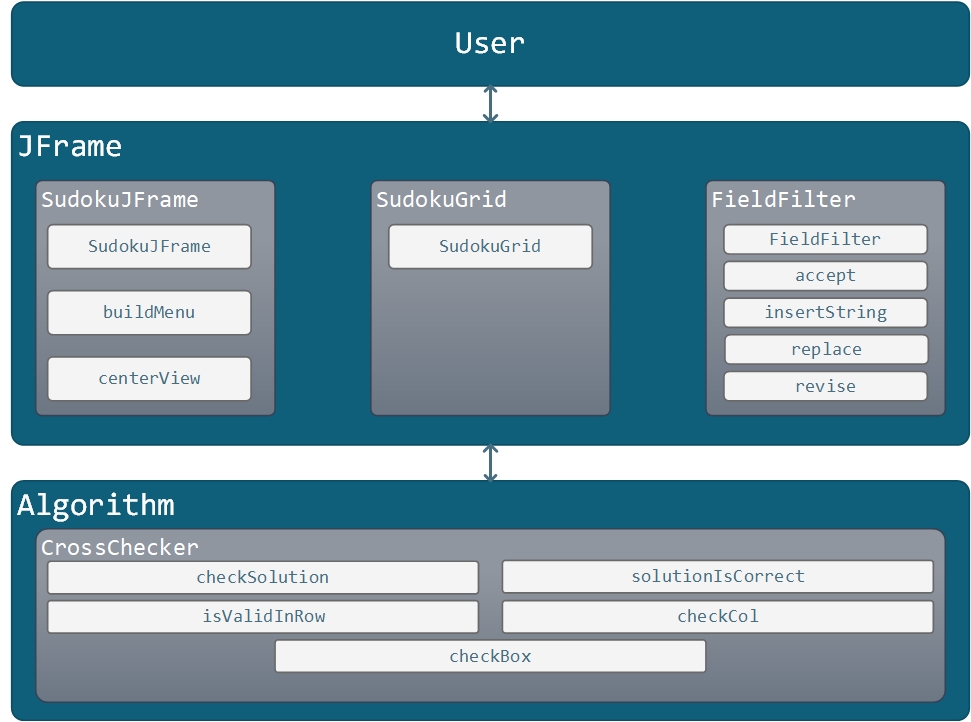 User
JFrame
SudokuJFrame
SudokuJFrame
buildMenu
centerView
SudokuGrid
SudokuGrid
FieldFilter
FieldFilter
accept
insertString
replace
revise
Algorithm
CrossChecker
checkSolution
solutionIsCorrect
isValidInRow
checkCol
checkBox